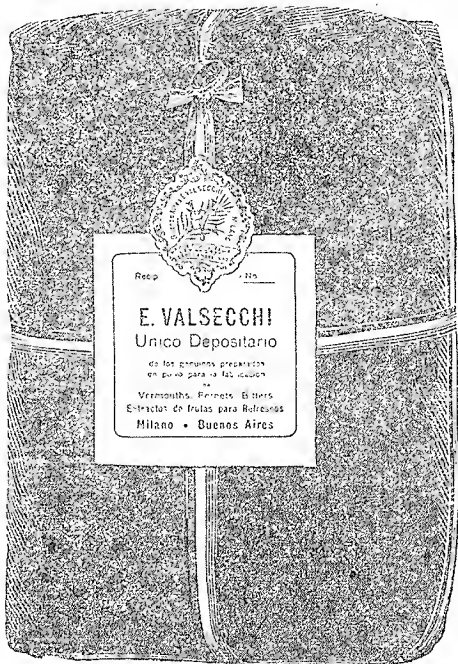 VALSECCHI
Recip. No.
E. VALSECCHI
Unico Depositario
de los genuinos preparados
en polvo para la fabricación
de
Vermouths, Fernets, Bitters
Extractos de frutas para Refrescos
Milano • Buenos Aires